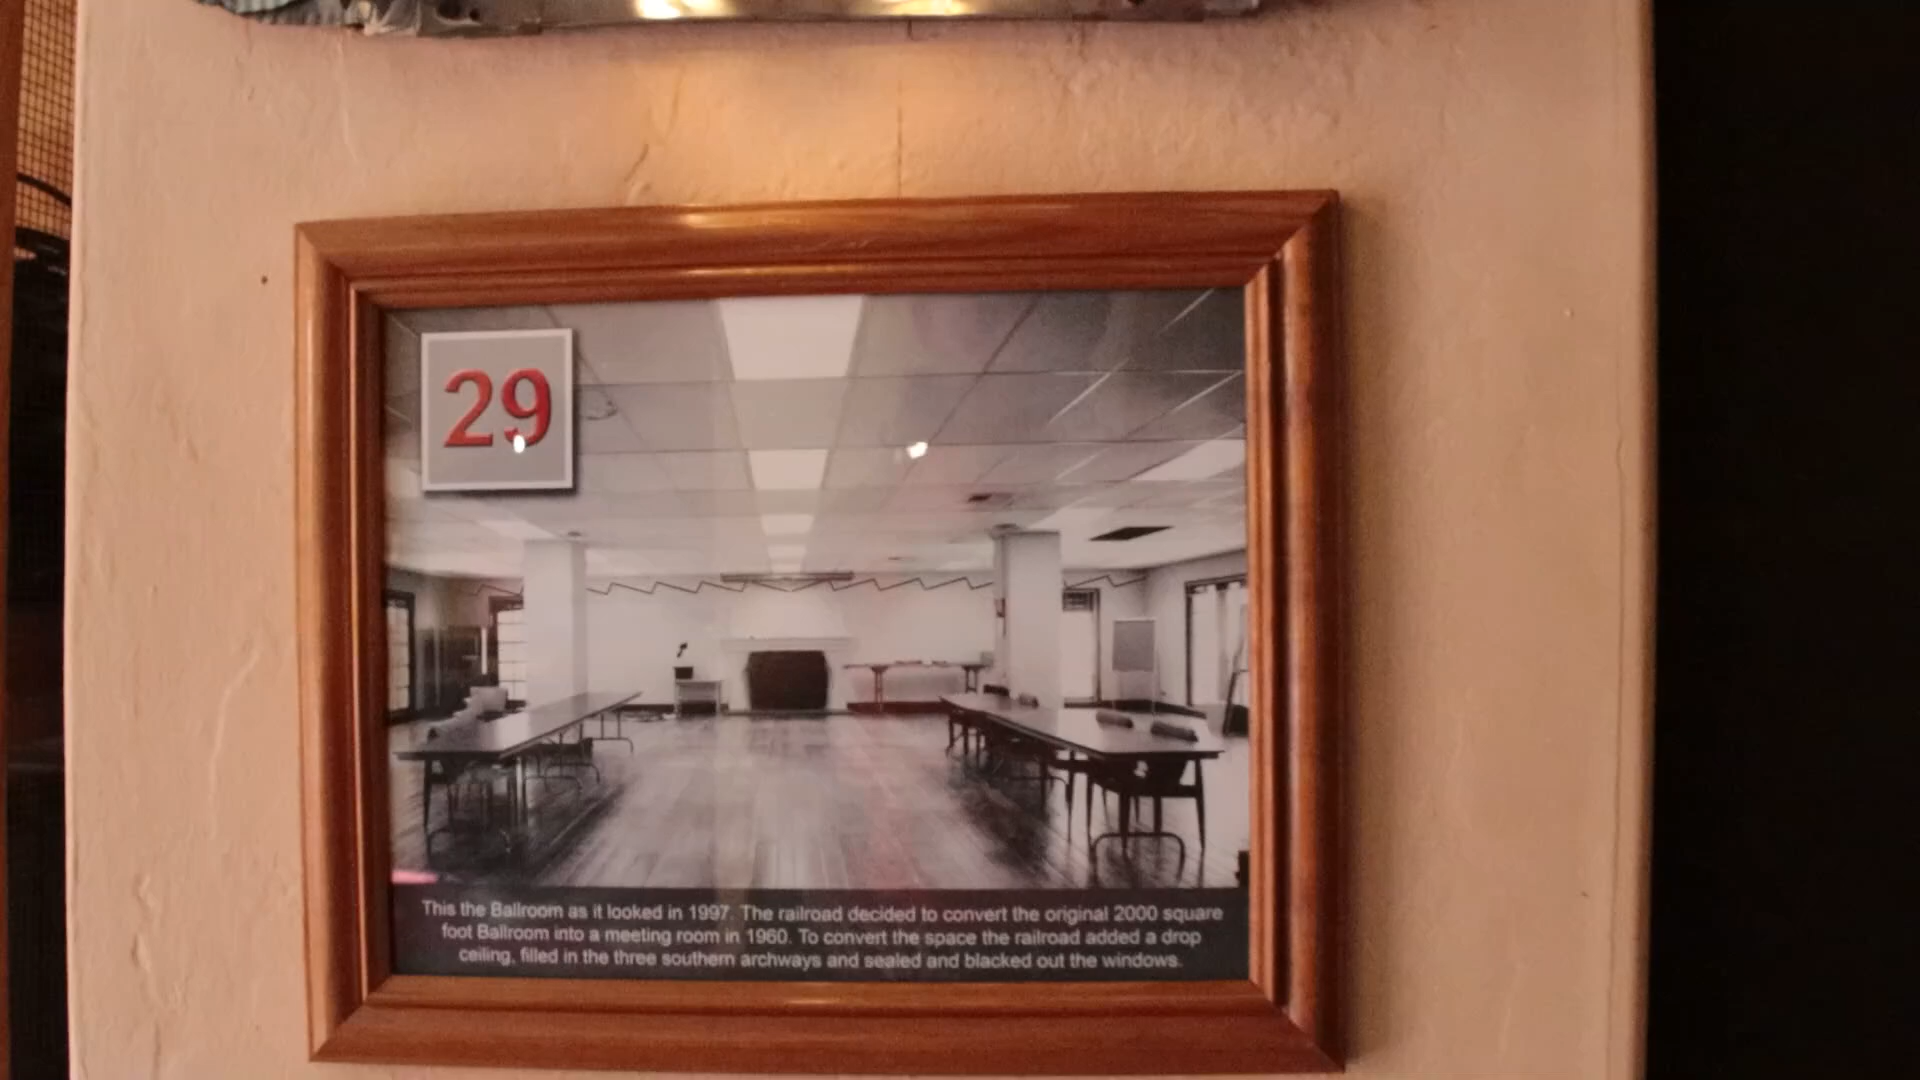 29
This the Ballroom as it looked in 1997. The railroad decided to convert the original 2000 square
foot Ballroom into a meeting room in 1960. To convert the space the railroad added a drop
ceiling, filled in the three southern archways and sealed and blacked out the windows.